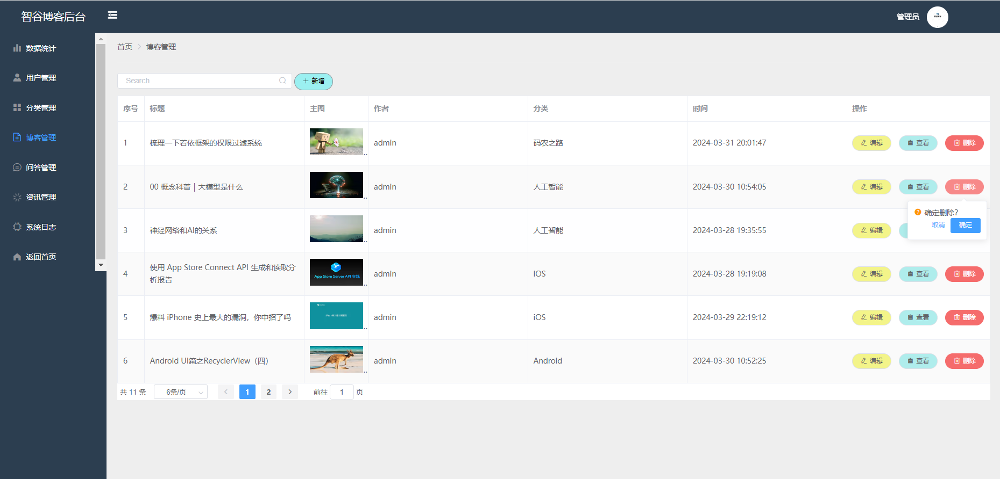 智谷博客后台
管理员
数据统计
用户管理
分类管理
博客管理
问答管理
资讯管理
系统日志
返回首页
首页 博客管理
Search
新增
序号 标题 主图 作者 分类 时间 操作
1 梳理一下若依框架的权限过滤系统 admin 码农之路 2024-03-31 20:01:47 编辑 查看 删除
2 00 概念科普 | 大模型是什么 admin 人工智能 2024-03-30 10:54:05 编辑 查看 删除
确定删除?
取消 确定
3 神经网络和AI的关系 admin 人工智能 2024-03-28 19:35:55 编辑
4 使用 App Store Connect API 生成和读取分
析报告
App Store Server API 实践
admin iOS 2024-03-28 19:19:08 编辑 查看 删除
5 爆料 iPhone 史上最大的漏洞，你中招了吗 admin iOS 2024-03-29 22:19:12 编辑 查看 删除
6 Android UI篇之RecyclerView（四） admin Android 2024-03-30 10:52:25 编辑 查看 删除
共 11 条 6条/页 1 2 前往 1 页